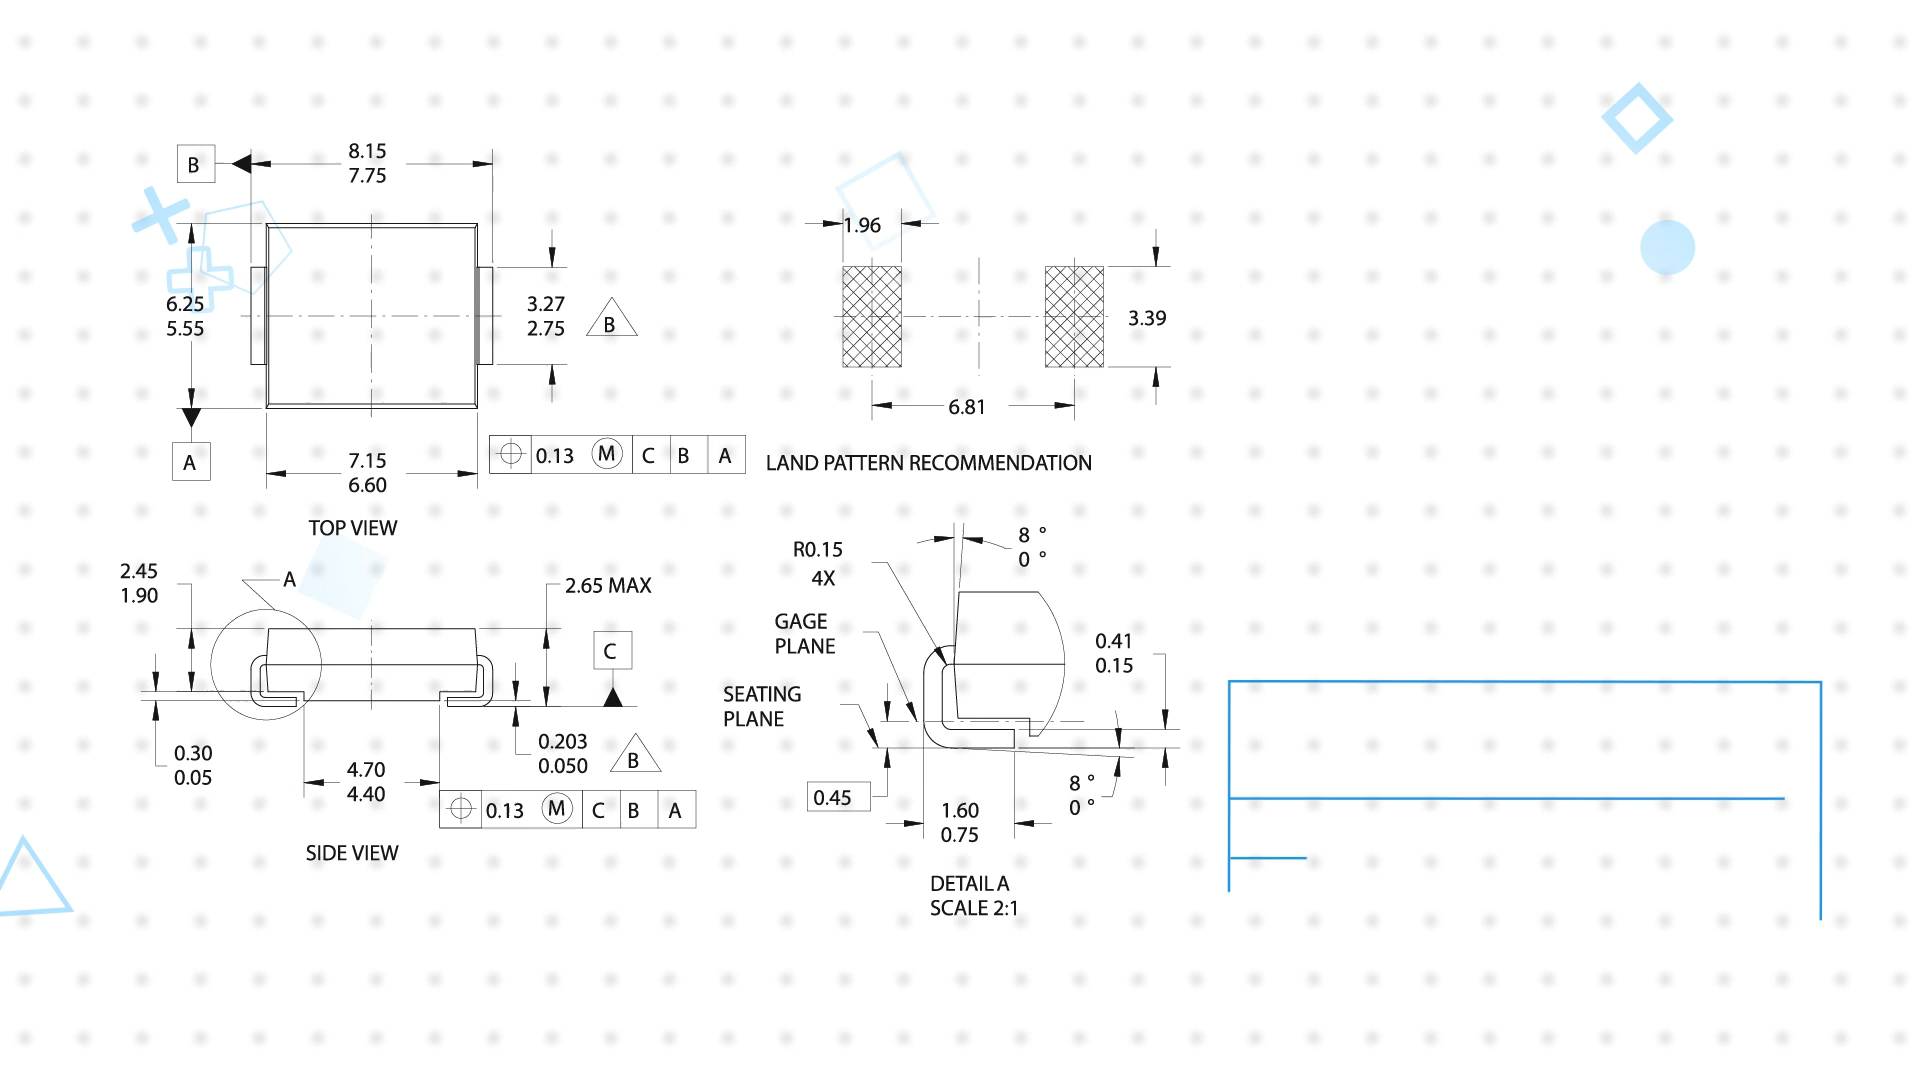 B
8.15
7.75
6.25
5.55
3.27
2.75
B
A
7.15
6.60
0.13 M C B A
TOP VIEW
1.96
3.39
6.81
LAND PATTERN RECOMMENDATION
2.45
1.90
A
2.65 MAX
C
0.30
0.05
4.70
4.40
0.203
0.050
B
0.13 M C B A
SIDE VIEW
R0.15
4X
8 °
0 °
GAGE
PLANE
0.41
0.15
SEATING
PLANE
0.45
1.60
0.75
8 °
0 °
DETAIL A
SCALE 2:1